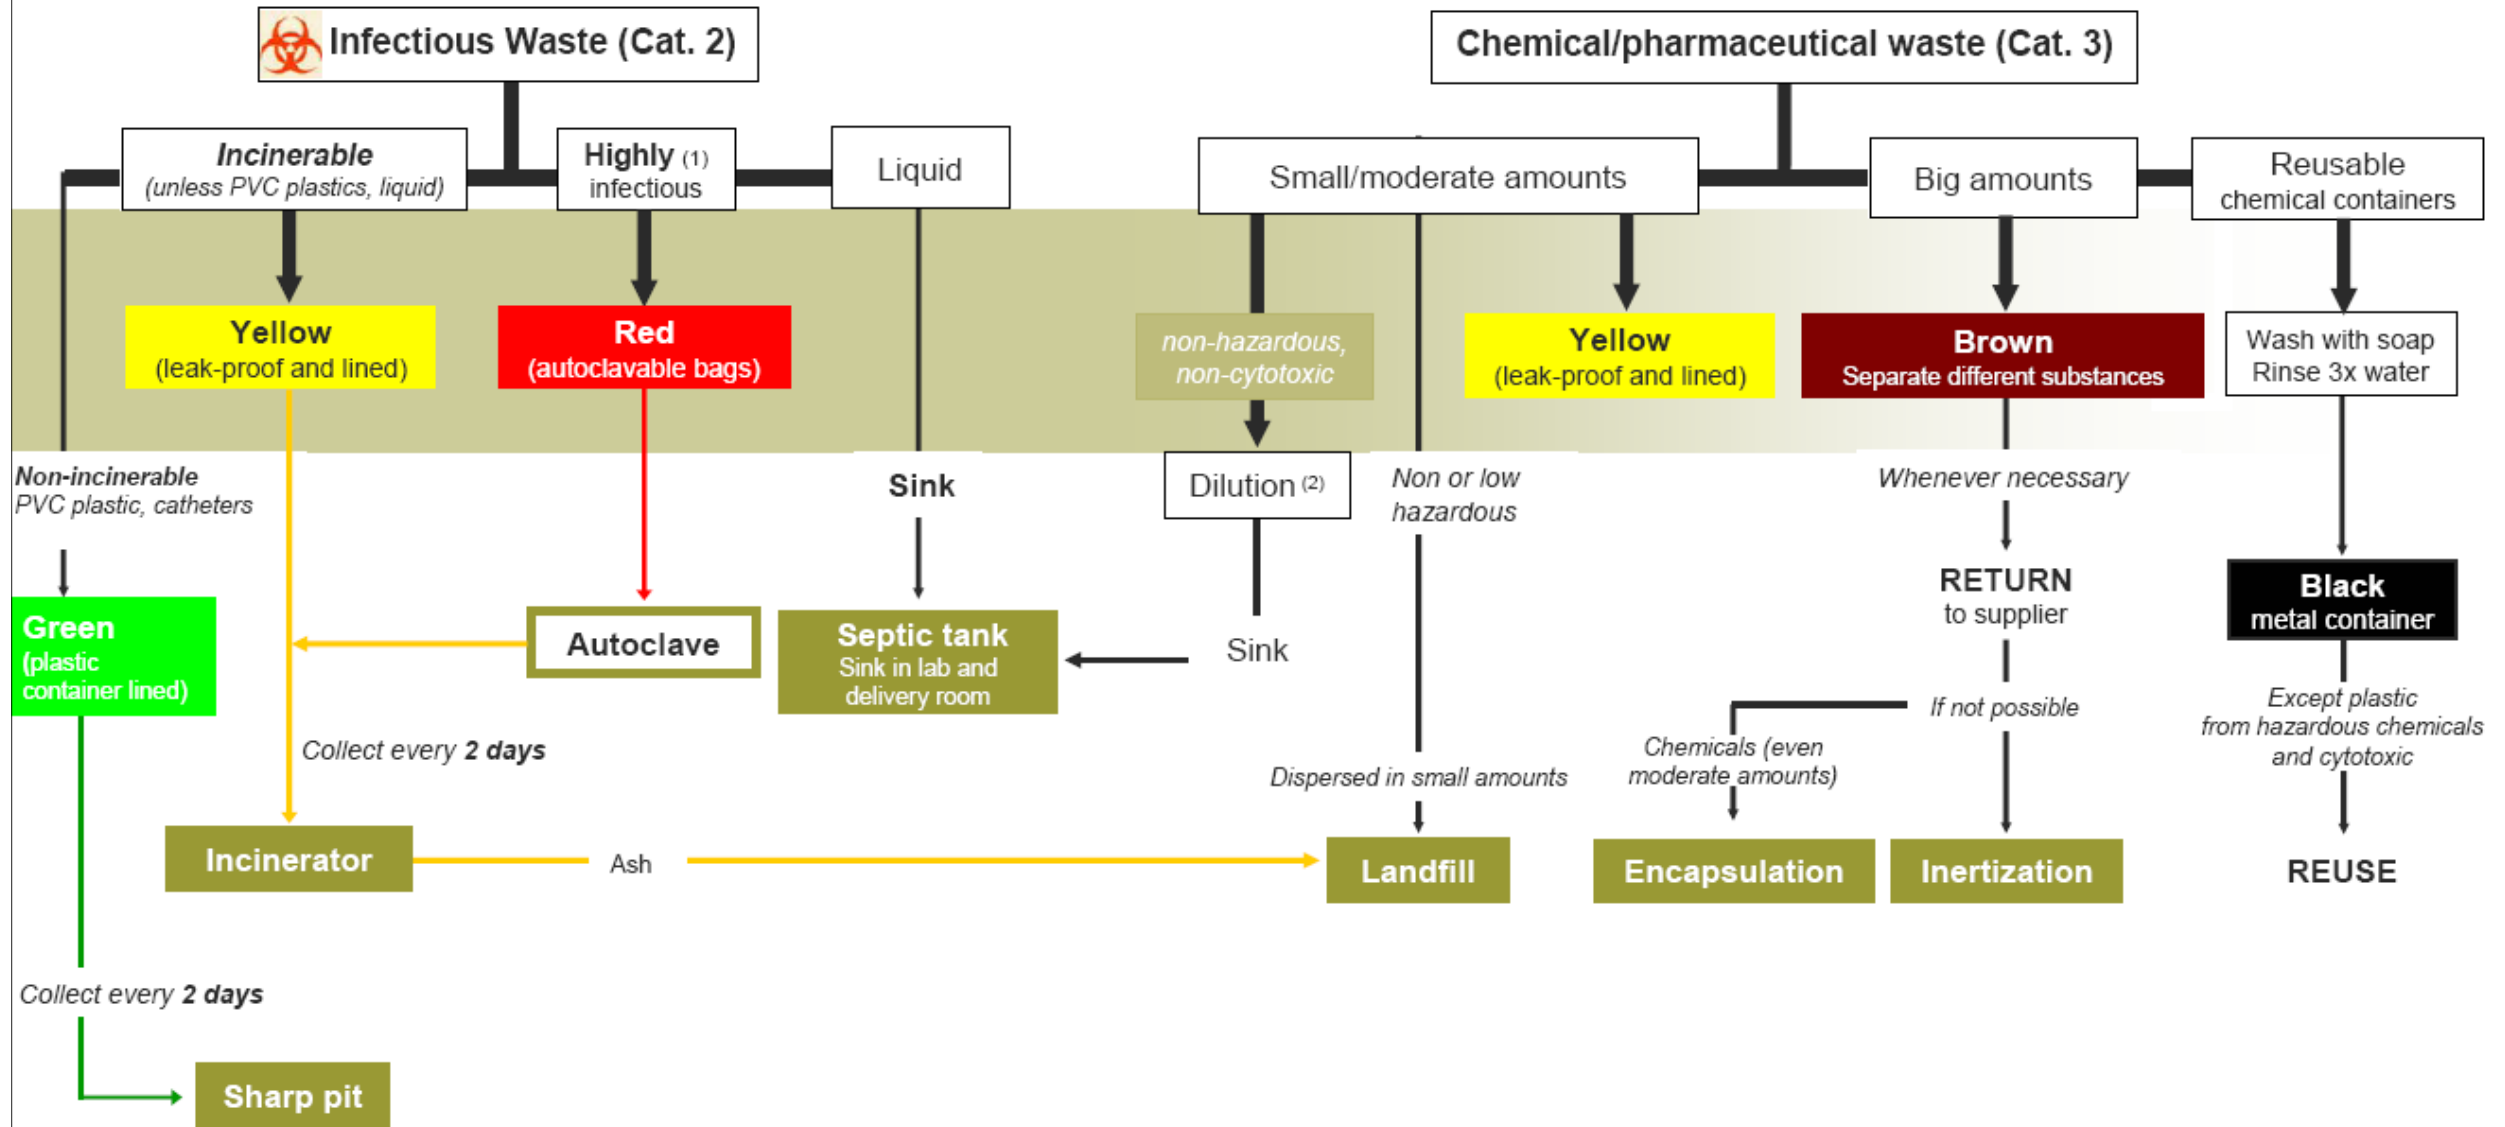 Infectious Waste (Cat. 2)
Chemical/pharmaceutical waste (Cat. 3)
Incinerable
(unless PVC plastics, liquid)
Highly (1)
infectious
Liquid
Small/moderate amounts
Big amounts
Reusable
chemical containers
Yellow
(leak-proof and lined)
Red
(autoclavable bags)
non-hazardous,
non-cytotoxic
Yellow
(leak-proof and lined)
Brown
Separate different substances
Wash with soap
Rinse 3x water
Non-incinerable
PVC plastic, catheters
Sink
Dilution (2)
Non or low
hazardous
Whenever necessary
RETURN
to supplier
Black
metal container
Green
(plastic
container lined)
Autoclave
Septic tank
Sink in lab and
delivery room
Sink
If not possible
Except plastic
from hazardous chemicals
and cytotoxic
Collect every 2 days
Dispersed in small amounts
Chemicals (even
moderate amounts)
Incinerator
Ash
Landfill
Encapsulation
Inertization
REUSE
Collect every 2 days
Sharp pit